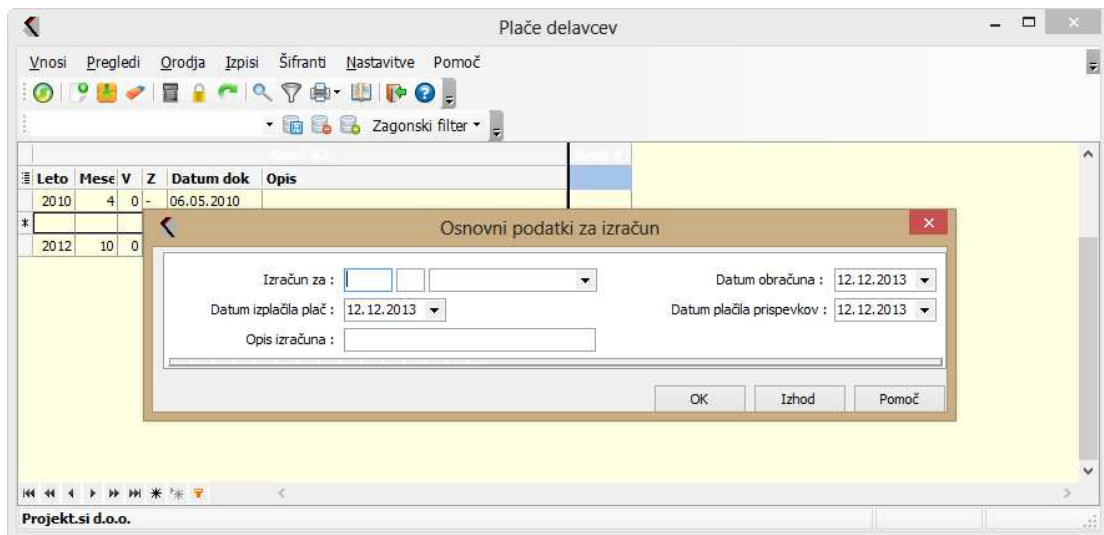 Plače delavcev
Vnosi Pregledi Orodja Izpisi Šifranti Nastavitve Pomoč
Zagonski filter
Leto Mese V Z Datum dok Opis
2010 4 0 - 06.05.2010
*
2012 10 0
Osnovni podatki za izračun
Izračun za : Datum obračuna : 12.12.2013
Datum izplačila plač : 12.12.2013 Datum plačila prispevkov : 12.12.2013
Opis izračuna :
OK Izhod Pomoč
Projekt.si d.o.o.